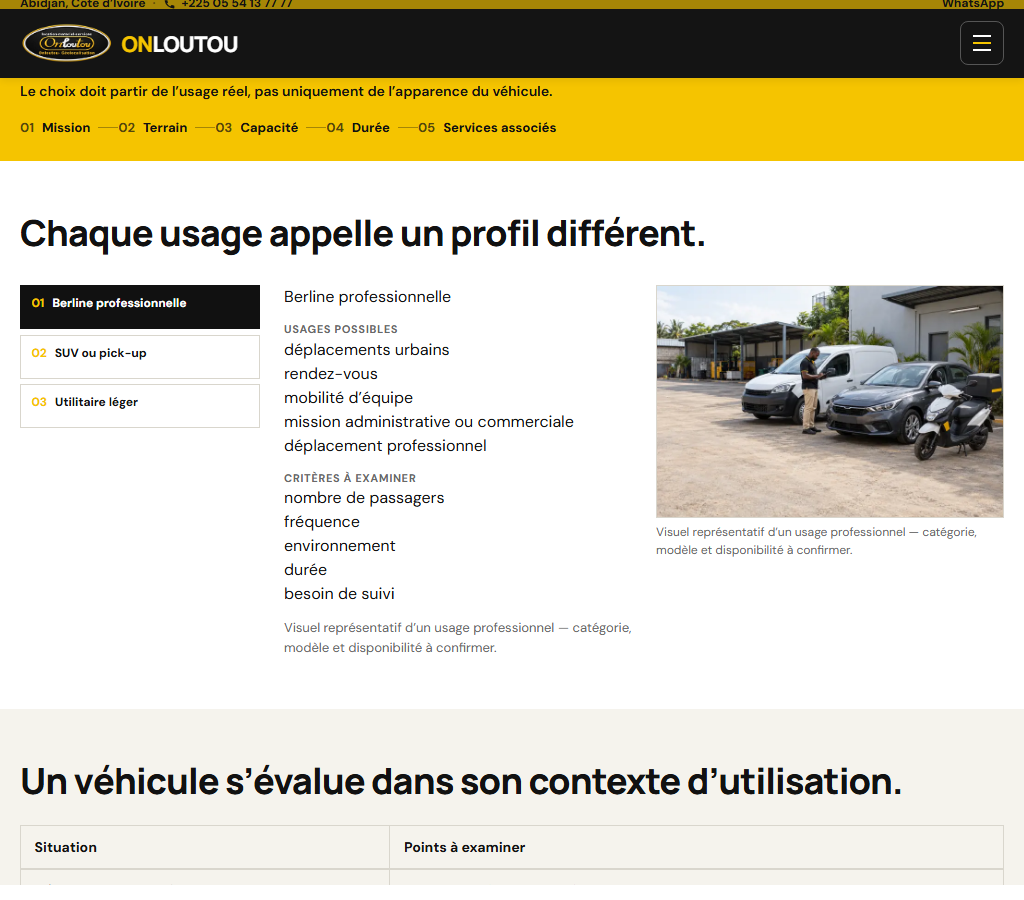 Abidjan, Côte d'Ivoire · +225 05 54 13 77 77 WhatsApp
OnLoutou
ONLOUTOU
Le choix doit partir de l’usage réel, pas uniquement de l’apparence du véhicule.
01 Mission 02 Terrain 03 Capacité 04 Durée 05 Services associés
Chaque usage appelle un profil différent.
01 Berline professionnelle
02 SUV ou pick-up
03 Utilitaire léger
Berline professionnelle
USAGES POSSIBLES
déplacements urbains
rendez-vous
mobilité d’équipe
mission administrative ou commerciale
déplacement professionnel
CRITÈRES À EXAMINER
nombre de passagers
fréquence
environnement
durée
besoin de suivi
Visuel représentatif d’un usage professionnel — catégorie,
modèle et disponibilité à confirmer.
Visuel représentatif d’un usage professionnel — catégorie,
modèle et disponibilité à confirmer.
Un véhicule s’évalue dans son contexte d’utilisation.
Situation Points à examiner